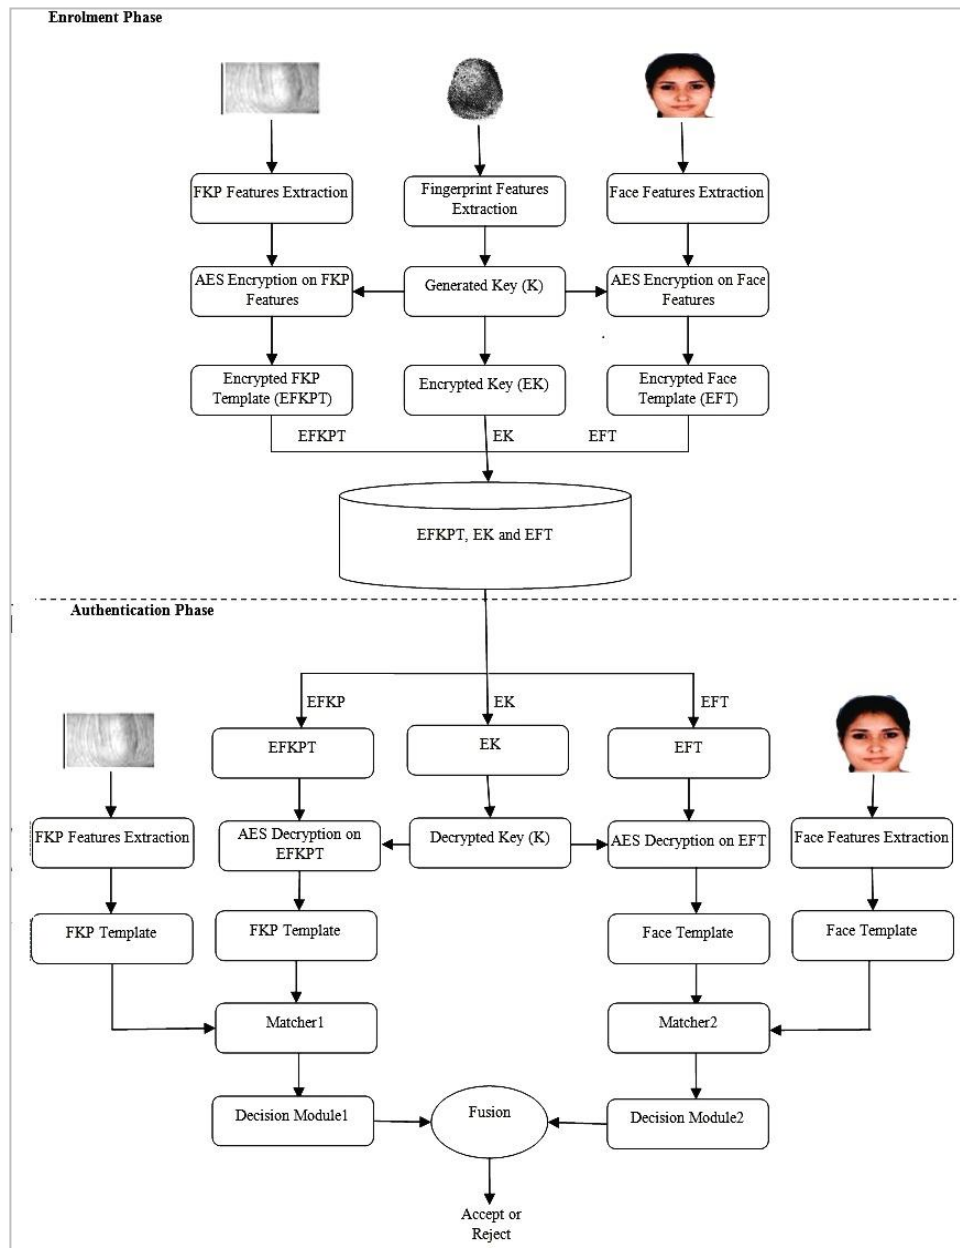 Enrolment Phase
FKP Features Extraction
Fingerprint Features
Extraction
Face Features Extraction
AES Encryption on FKP
Features
Generated Key (K)
AES Encryption on Face
Features
Encrypted FKP
Template (EFKPT)
Encrypted Key (EK)
Encrypted Face
Template (EFT)
EFKPT
EK
EFT
EFKPT, EK and EFT
Authentication Phase
EFKP
EK
EFT
EFKPT
EK
EFT
FKP Features Extraction
AES Decryption on
EFKPT
Decrypted Key (K)
AES Decryption on EFT
Face Features Extraction
FKP Template
FKP Template
Face Template
Face Template
Matcher1
Matcher2
Decision Module1
Fusion
Decision Module2
Accept or
Reject